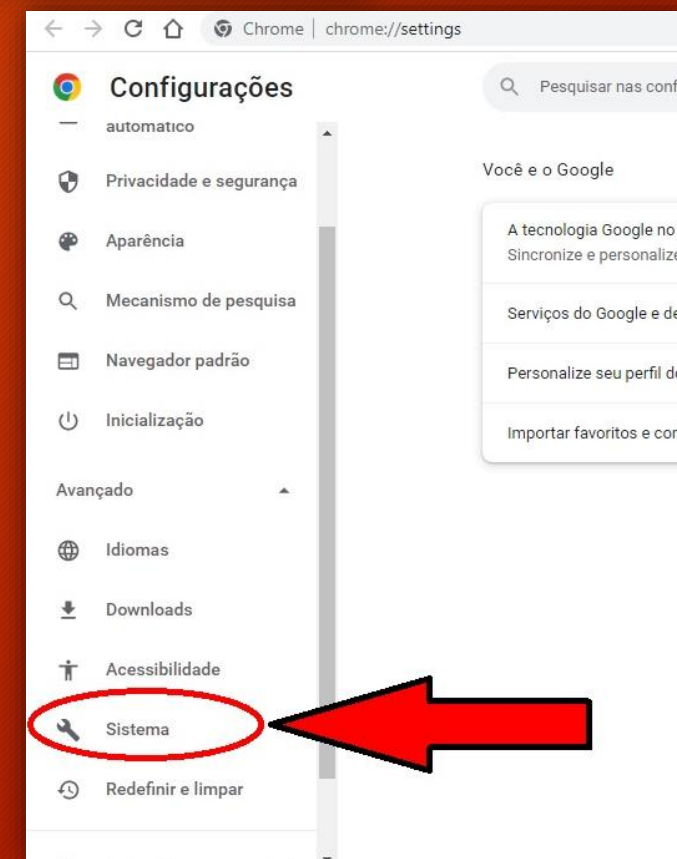 Chrome | chrome://settings
Configurações
Pesquisar nas conf
automático
Privacidade e segurança
Aparência
Mecanismo de pesquisa
Navegador padrão
Inicialização
Avançado
Idiomas
Downloads
Acessibilidade
Sistema
Redefinir e limpar
Você e o Google
A tecnologia Google no
Sincronize e personalize
Serviços do Google e de
Personalize seu perfil do
Importar favoritos e con